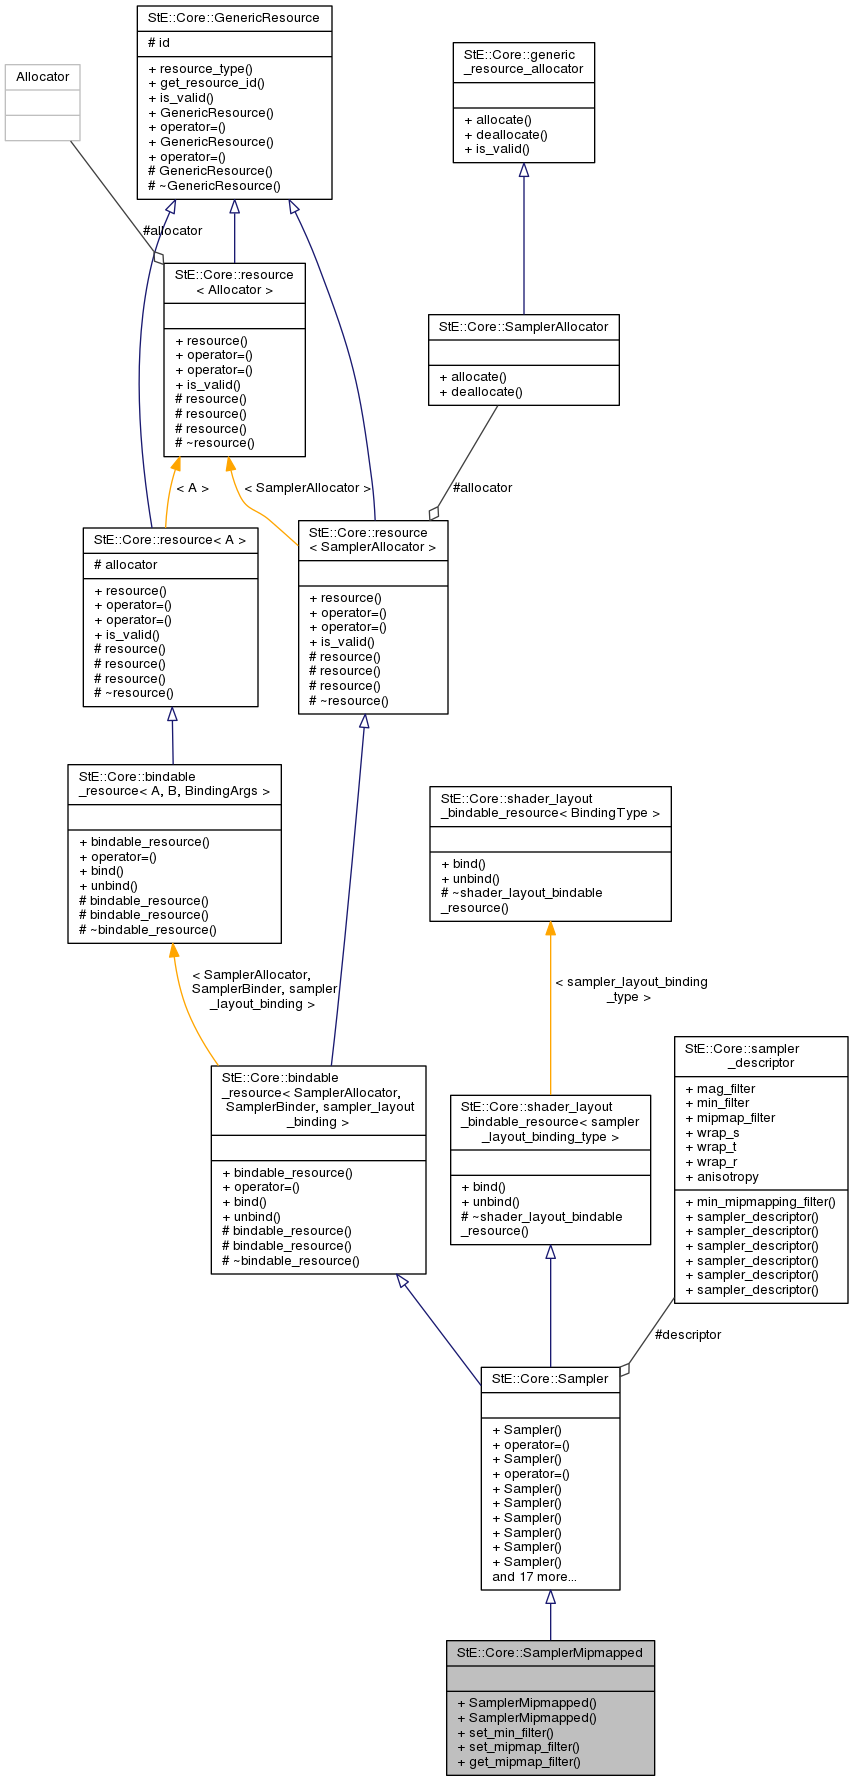 StE::Core::GenericResource
# id
+ resource_type()
+ get_resource_id()
+ is_valid()
+ GenericResource()
+ operator=()
+ GenericResource()
+ operator=()
# GenericResource()
# ~GenericResource()
StE::Core::generic
_resource_allocator
+ allocate()
+ deallocate()
+ is_valid()
Allocator
#allocator
StE::Core::resource
< Allocator >
+ resource()
+ operator=()
+ operator=()
+ is_valid()
# resource()
# resource()
# resource()
# ~resource()
StE::Core::SamplerAllocator
+ allocate()
+ deallocate()
< A >
< SamplerAllocator >
#allocator
StE::Core::resource< A >
# allocator
+ resource()
+ operator=()
+ operator=()
+ is_valid()
# resource()
# resource()
# resource()
# ~resource()
StE::Core::resource
< SamplerAllocator >
+ resource()
+ operator=()
+ operator=()
+ is_valid()
# resource()
# resource()
# resource()
# ~resource()
StE::Core::bindable
_resource< A, B, BindingArgs >
+ bindable_resource()
+ operator=()
+ bind()
+ unbind()
# bindable_resource()
# bindable_resource()
# ~bindable_resource()
StE::Core::shader_layout
_bindable_resource< BindingType >
+ bind()
+ unbind()
# ~shader_layout_bindable
_resource()
< SamplerAllocator,
SamplerBinder, sampler
_layout_binding >
< sampler_layout_binding
_type >
StE::Core::bindable
_resource< SamplerAllocator,
SamplerBinder, sampler_layout
_binding >
+ bindable_resource()
+ operator=()
+ bind()
+ unbind()
# bindable_resource()
# bindable_resource()
# ~bindable_resource()
StE::Core::shader_layout
_bindable_resource< sampler
_layout_binding_type >
+ bind()
+ unbind()
# ~shader_layout_bindable
_resource()
StE::Core::sampler
_descriptor
+ mag_filter
+ min_filter
+ mipmap_filter
+ wrap_s
+ wrap_t
+ wrap_r
+ anisotropy
+ min_mipmapping_filter()
+ sampler_descriptor()
+ sampler_descriptor()
+ sampler_descriptor()
+ sampler_descriptor()
+ sampler_descriptor()
+ sampler_descriptor()
#descriptor
StE::Core::Sampler
+ Sampler()
+ operator=()
+ Sampler()
+ operator=()
+ Sampler()
+ Sampler()
+ Sampler()
+ Sampler()
+ Sampler()
+ Sampler()
and 17 more...
StE::Core::SamplerMipmapped
+ SamplerMipmapped()
+ SamplerMipmapped()
+ set_min_filter()
+ set_mipmap_filter()
+ get_mipmap_filter()